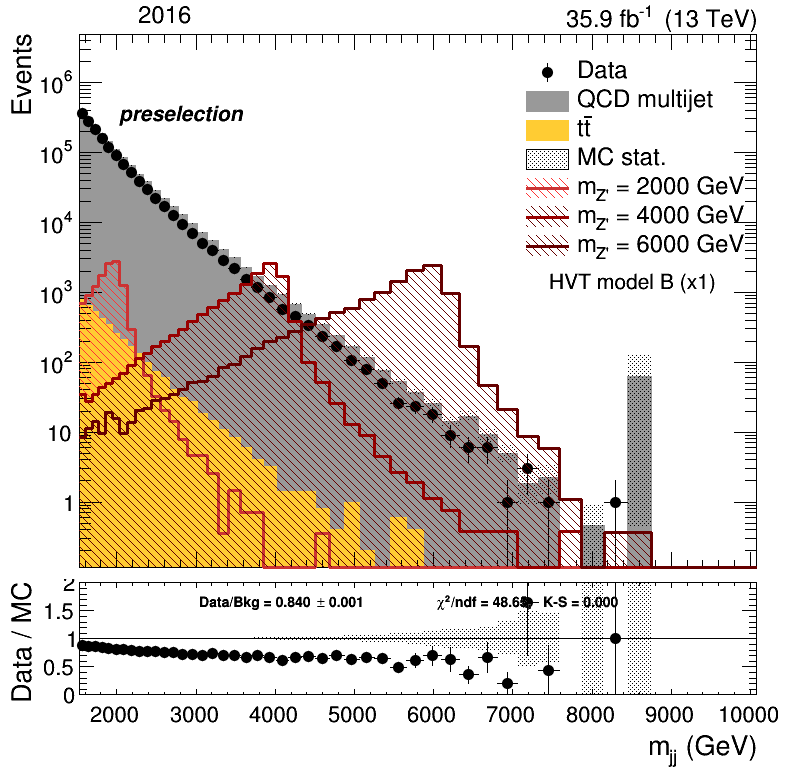 2016
35.9 fb⁻¹ (13 TeV)
Events
10⁶
10⁵
10⁴
10³
10²
10
1
preselection
Data
QCD multijet
tt̄
MC stat.
m_Z' = 2000 GeV
m_Z' = 4000 GeV
m_Z' = 6000 GeV
HVT model B (x1)
Data / MC
2
1.5
1
0.5
0
Data/Bkg = 0.840 ± 0.001
χ²/ndf = 48.65
K-S = 0.000
2000 3000 4000 5000 6000 7000 8000 9000 10000
m_jj (GeV)